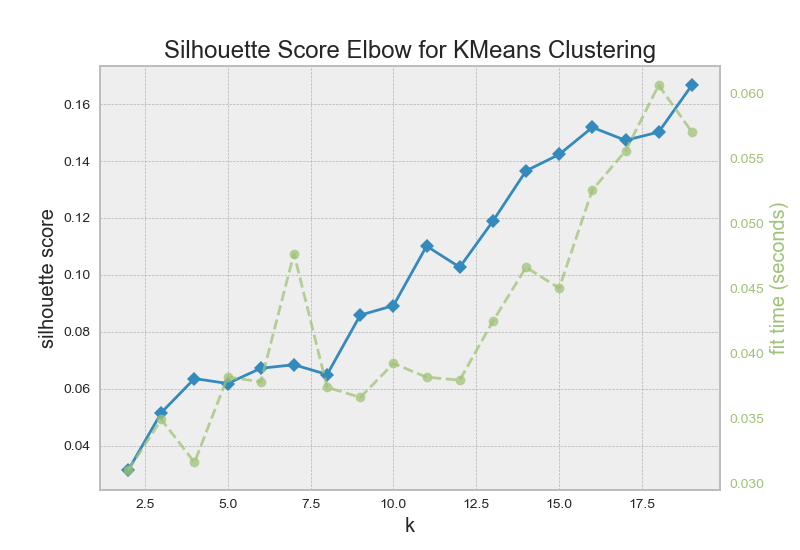 Silhouette Score Elbow for KMeans Clustering
silhouette score
0.16
0.14
0.12
0.10
0.08
0.06
0.04
0.060
0.055
0.050
0.045
0.040
0.035
0.030
fit time (seconds)
2.5 5.0 7.5 10.0 12.5 15.0 17.5
k